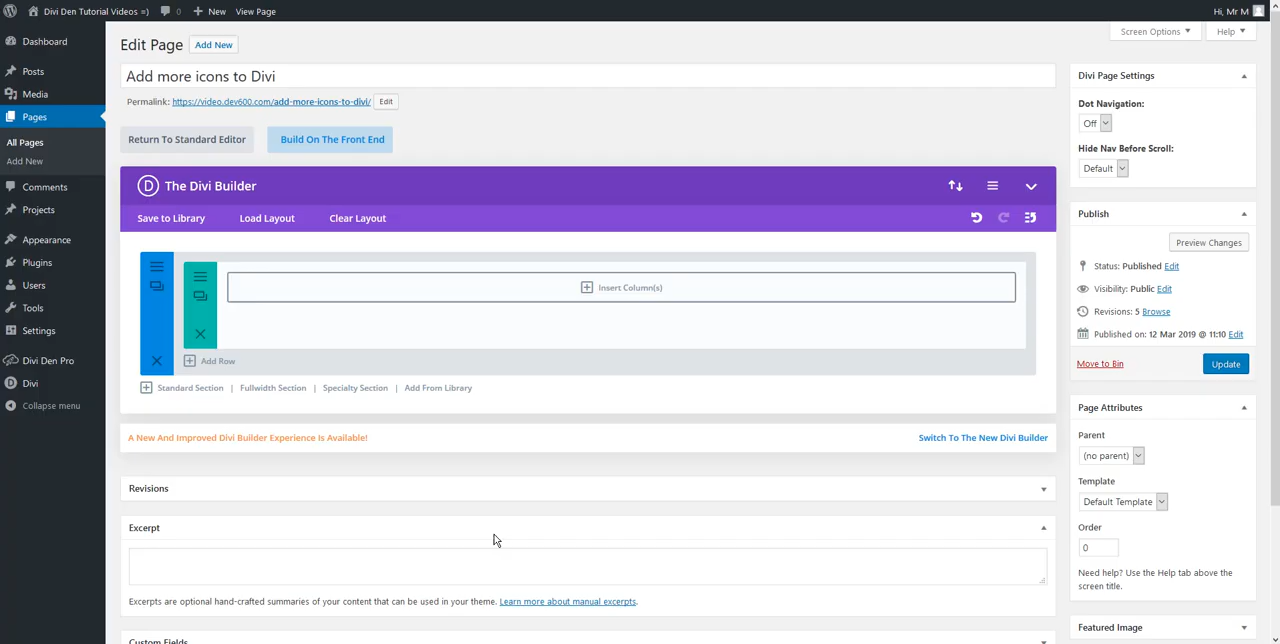 Divi Den Tutorial Videos =) 0 New View Page Hi, Mr M
Dashboard
Posts
Media
Pages
All Pages
Add New
Comments
Projects
Appearance
Plugins
Users
Tools
Settings
Divi Den Pro
Divi
Collapse menu
Screen Options Help
Edit Page Add New
Add more icons to Divi
Permalink: https://video.dev600.com/add-more-icons-to-divi/ Edit
Return To Standard Editor Build On The Front End
D The Divi Builder
Save to Library Load Layout Clear Layout
Insert Column(s)
Add Row
Standard Section | Fullwidth Section | Specialty Section | Add From Library
A New And Improved Divi Builder Experience Is Available! Switch To The New Divi Builder
Revisions
Excerpt
Excerpts are optional hand-crafted summaries of your content that can be used in your theme. Learn more about manual excerpts.
Custom Fields
Divi Page Settings
Dot Navigation:
Off
Hide Nav Before Scroll:
Default
Publish
Preview Changes
Status: Published Edit
Visibility: Public Edit
Revisions: 5 Browse
Published on: 12 Mar 2019 @ 11:10 Edit
Move to Bin Update
Page Attributes
Parent
(no parent)
Template
Default Template
Order
0
Need help? Use the Help tab above the
screen title.
Featured Image